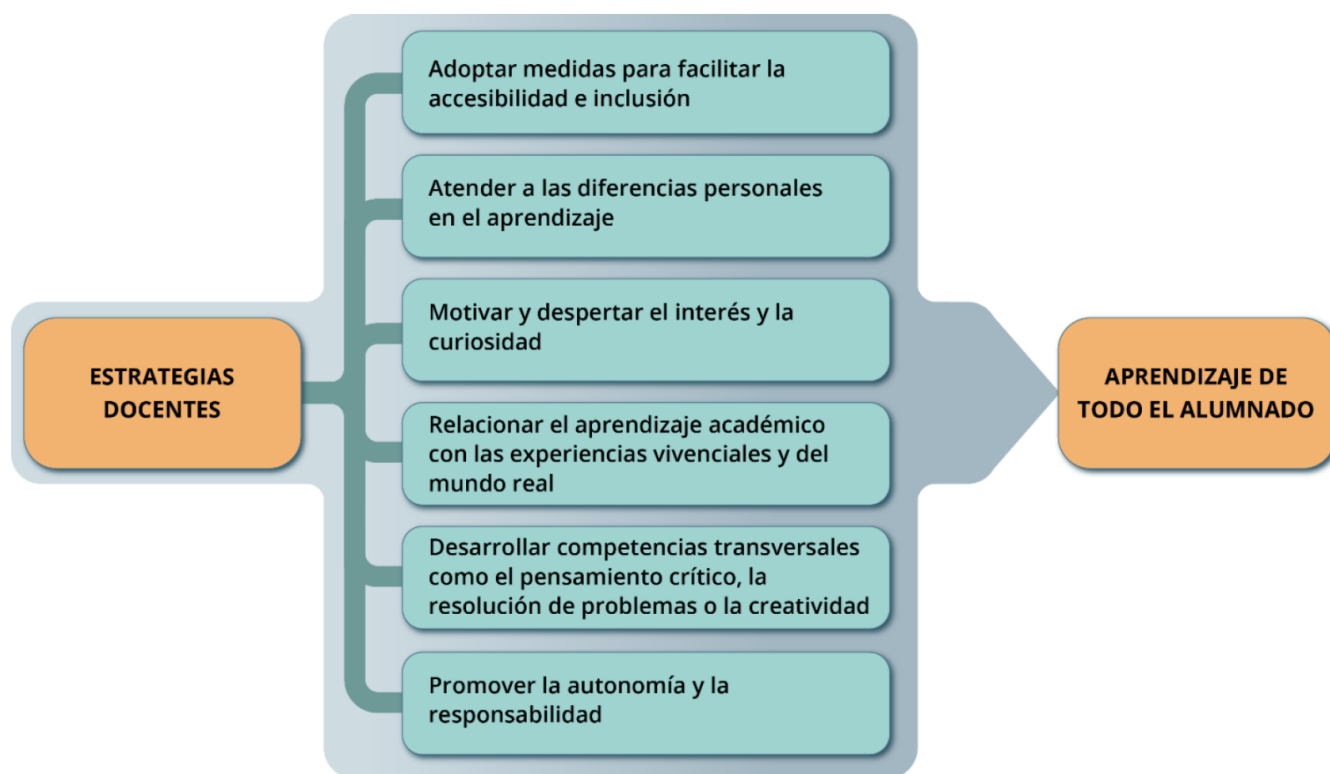 Adoptar medidas para facilitar la
accesibilidad e inclusión
Atender a las diferencias personales
en el aprendizaje
Motivar y despertar el interés y la
curiosidad
ESTRATEGIAS
DOCENTES
APRENDIZAJE DE
TODO EL ALUMNADO
Relacionar el aprendizaje académico
con las experiencias vivenciales y del
mundo real
Desarrollar competencias transversales
como el pensamiento crítico, la
resolución de problemas o la creatividad
Promover la autonomía y la
responsabilidad